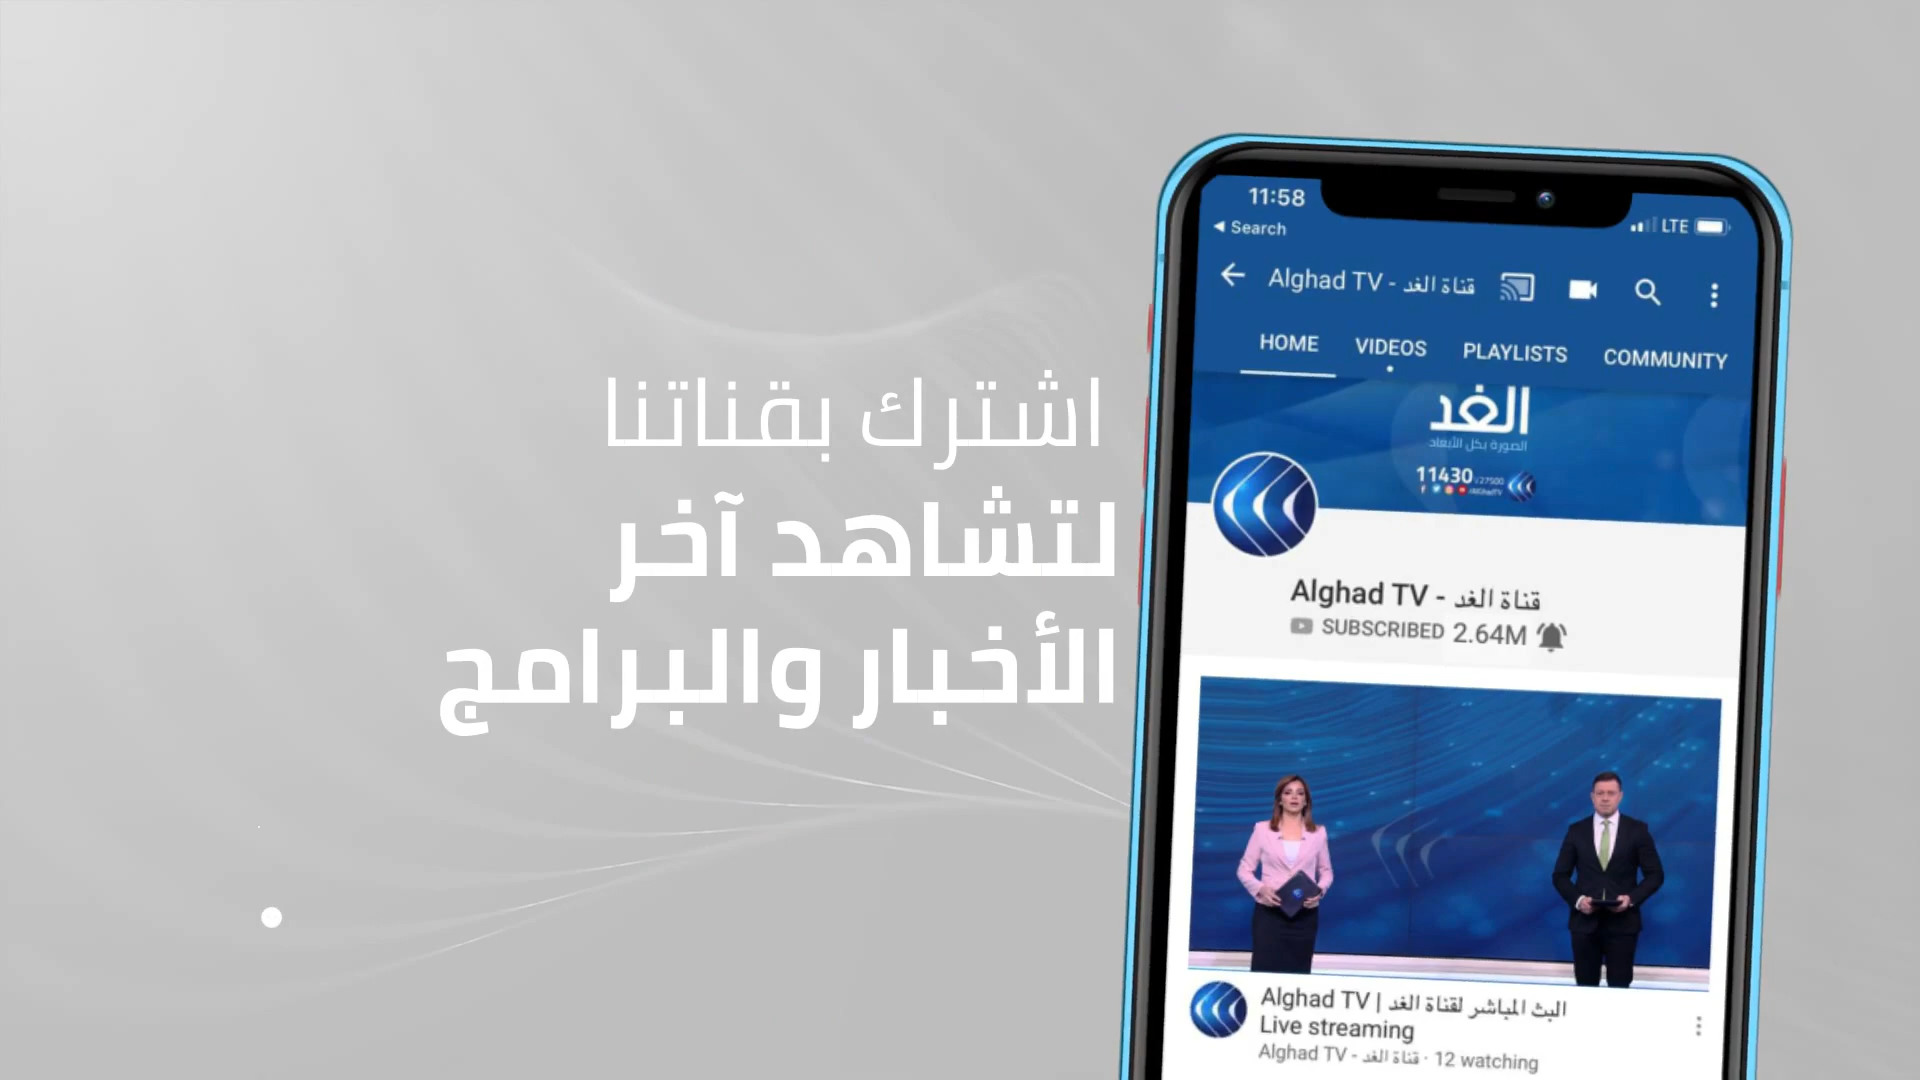 اشترك بقناتنا
لتشاهد آخر
الأخبار والبرامج
11:58
◀ Search
LTE
Alghad TV - قناة الغد
HOME
VIDEOS
PLAYLISTS
COMMUNITY
الغد
الصورة بكل الأبعاد
11430 V27500
/AlGhadTV
Alghad TV - قناة الغد
SUBSCRIBED 2.64M
Alghad TV | البث المباشر لقناة الغد
Live streaming
Alghad TV - قناة الغد · 12 watching